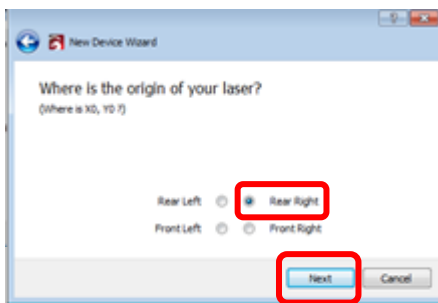 New Device Wizard
Where is the origin of your laser?
(Where is X0, Y0 ?)
Rear Left Rear Right
Front Left Front Right
Next Cancel